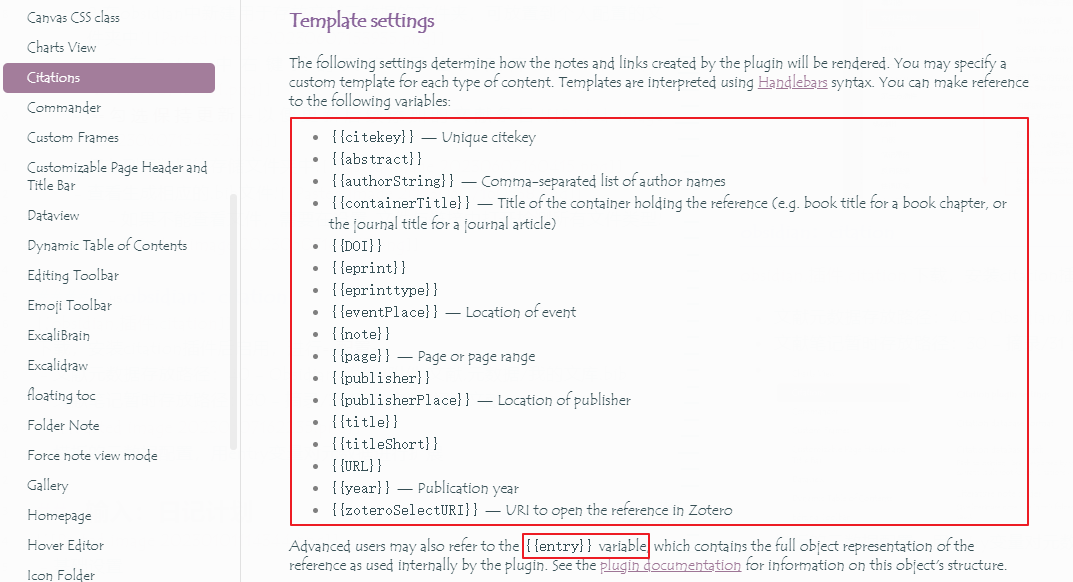 Canvas CSS class
Charts View
Citations
Commander
Custom Frames
Customizable Page Header and
Title Bar
Dataview
Dynamic Table of Contents
Editing Toolbar
Emoji Toolbar
ExcaliBrain
Excalidraw
floating toc
Folder Note
Force note view mode
Gallery
Homepage
Hover Editor
Icon Folder
Template settings
The following settings determine how the notes and links created by the plugin will be rendered. You may specify a
custom template for each type of content. Templates are interpreted using Handlebars syntax. You can make reference
to the following variables:
• {{citekey}} — Unique citekey
• {{abstract}}
• {{authorString}} — Comma-separated list of author names
• {{containerTitle}} — Title of the container holding the reference (e.g. book title for a book chapter, or
the journal title for a journal article)
• {{DOI}}
• {{eprint}}
• {{eprinttype}}
• {{eventPlace}} — Location of event
• {{note}}
• {{page}} — Page or page range
• {{publisher}}
• {{publisherPlace}} — Location of publisher
• {{title}}
• {{titleShort}}
• {{URL}}
• {{year}} — Publication year
• {{zoteroSelectURI}} — URI to open the reference in Zotero
Advanced users may also refer to the {{entry}} variable, which contains the full object representation of the
reference as used internally by the plugin. See the plugin documentation for information on this object's structure.